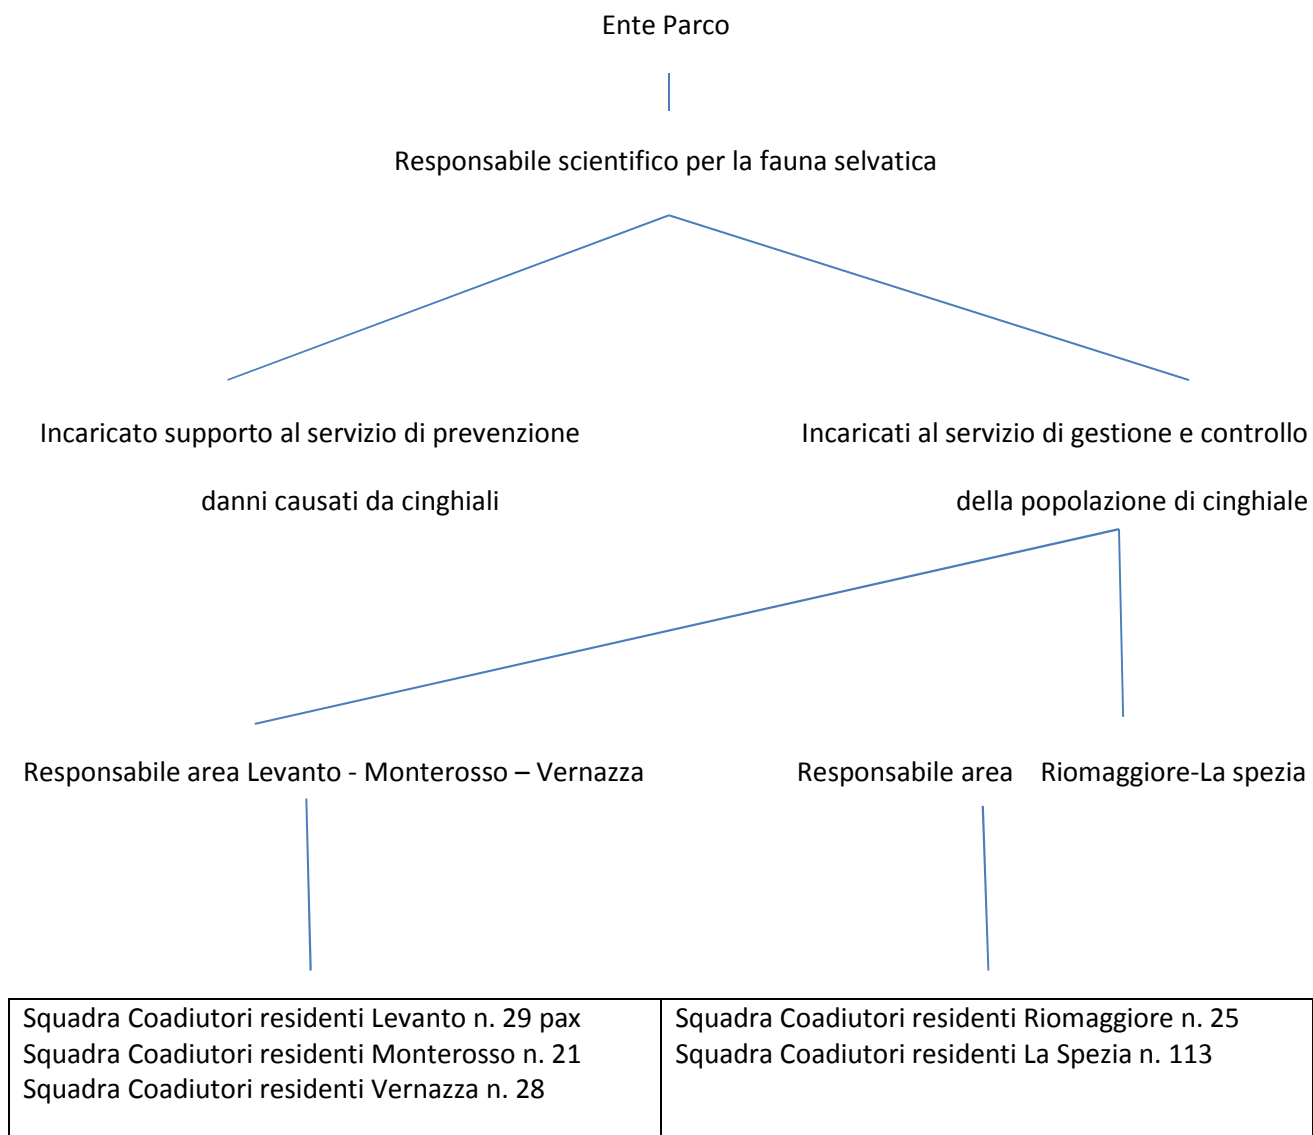 Ente Parco
Responsabile scientifico per la fauna selvatica
Incaricato supporto al servizio di prevenzione
danni causati da cinghiali
Incaricati al servizio di gestione e controllo
della popolazione di cinghiale
Responsabile area Levanto - Monterosso – Vernazza
Responsabile area Riomaggiore-La spezia
Squadra Coadiutori residenti Levanto n. 29 pax
Squadra Coadiutori residenti Monterosso n. 21
Squadra Coadiutori residenti Vernazza n. 28
Squadra Coadiutori residenti Riomaggiore n. 25
Squadra Coadiutori residenti La Spezia n. 113